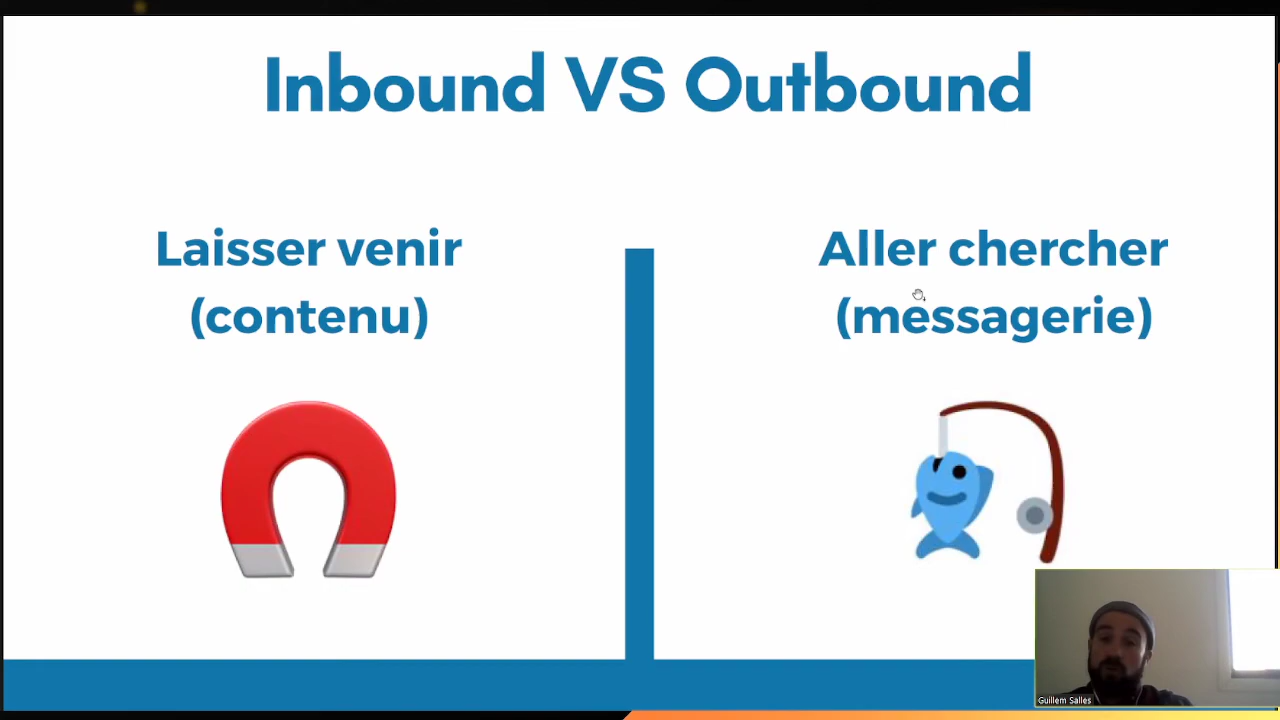 Inbound VS Outbound
Laisser venir
(contenu)
Aller chercher
(messagerie)
Guillem Salles